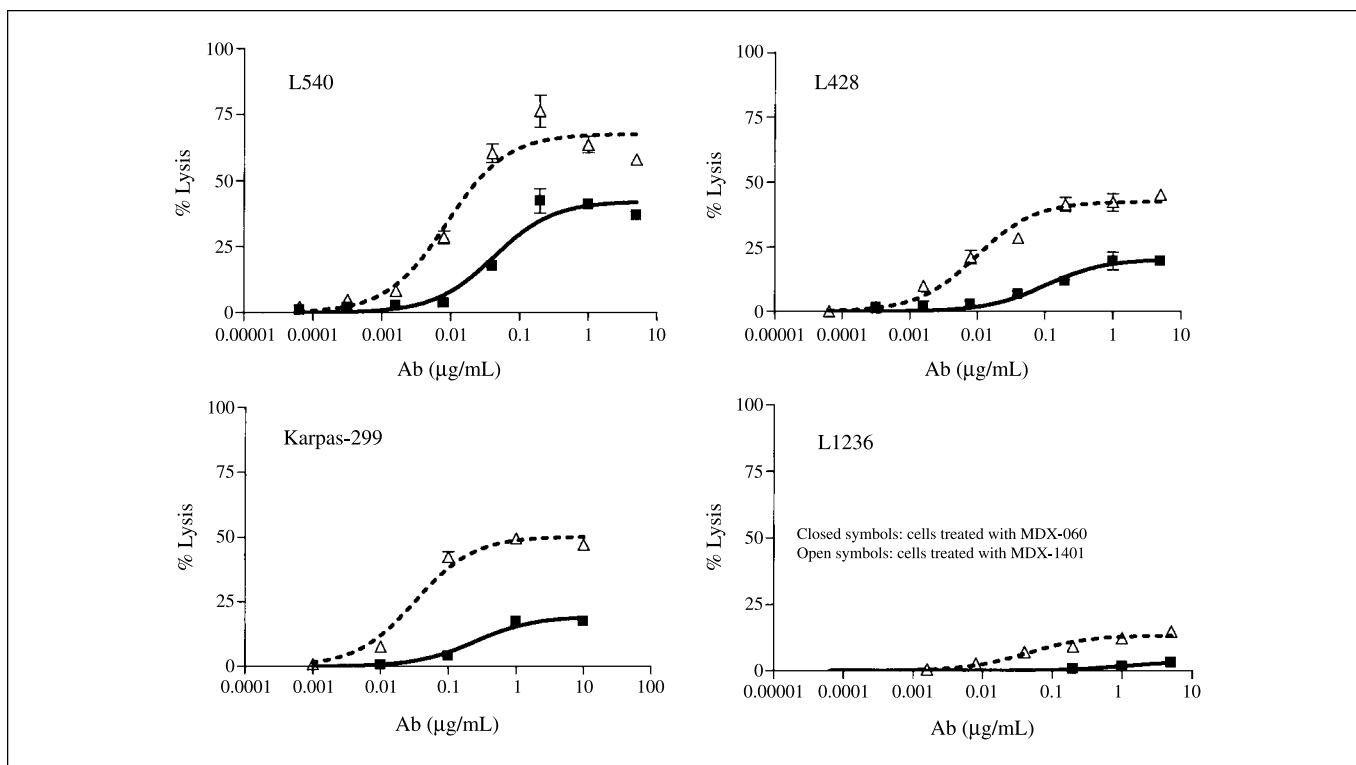 L540
% Lysis
100
75
50
25
0
0.00001 0.0001 0.001 0.01 0.1 1 10
Ab (µg/mL)
L428
% Lysis
100
75
50
25
0
0.00001 0.0001 0.001 0.01 0.1 1 10
Ab (µg/mL)
Karpas-299
% Lysis
100
75
50
25
0
0.0001 0.001 0.01 0.1 1 10 100
Ab (µg/mL)
L1236
Closed symbols: cells treated with MDX-060
Open symbols: cells treated with MDX-1401
% Lysis
100
75
50
25
0
0.00001 0.0001 0.001 0.01 0.1 1 10
Ab (µg/mL)